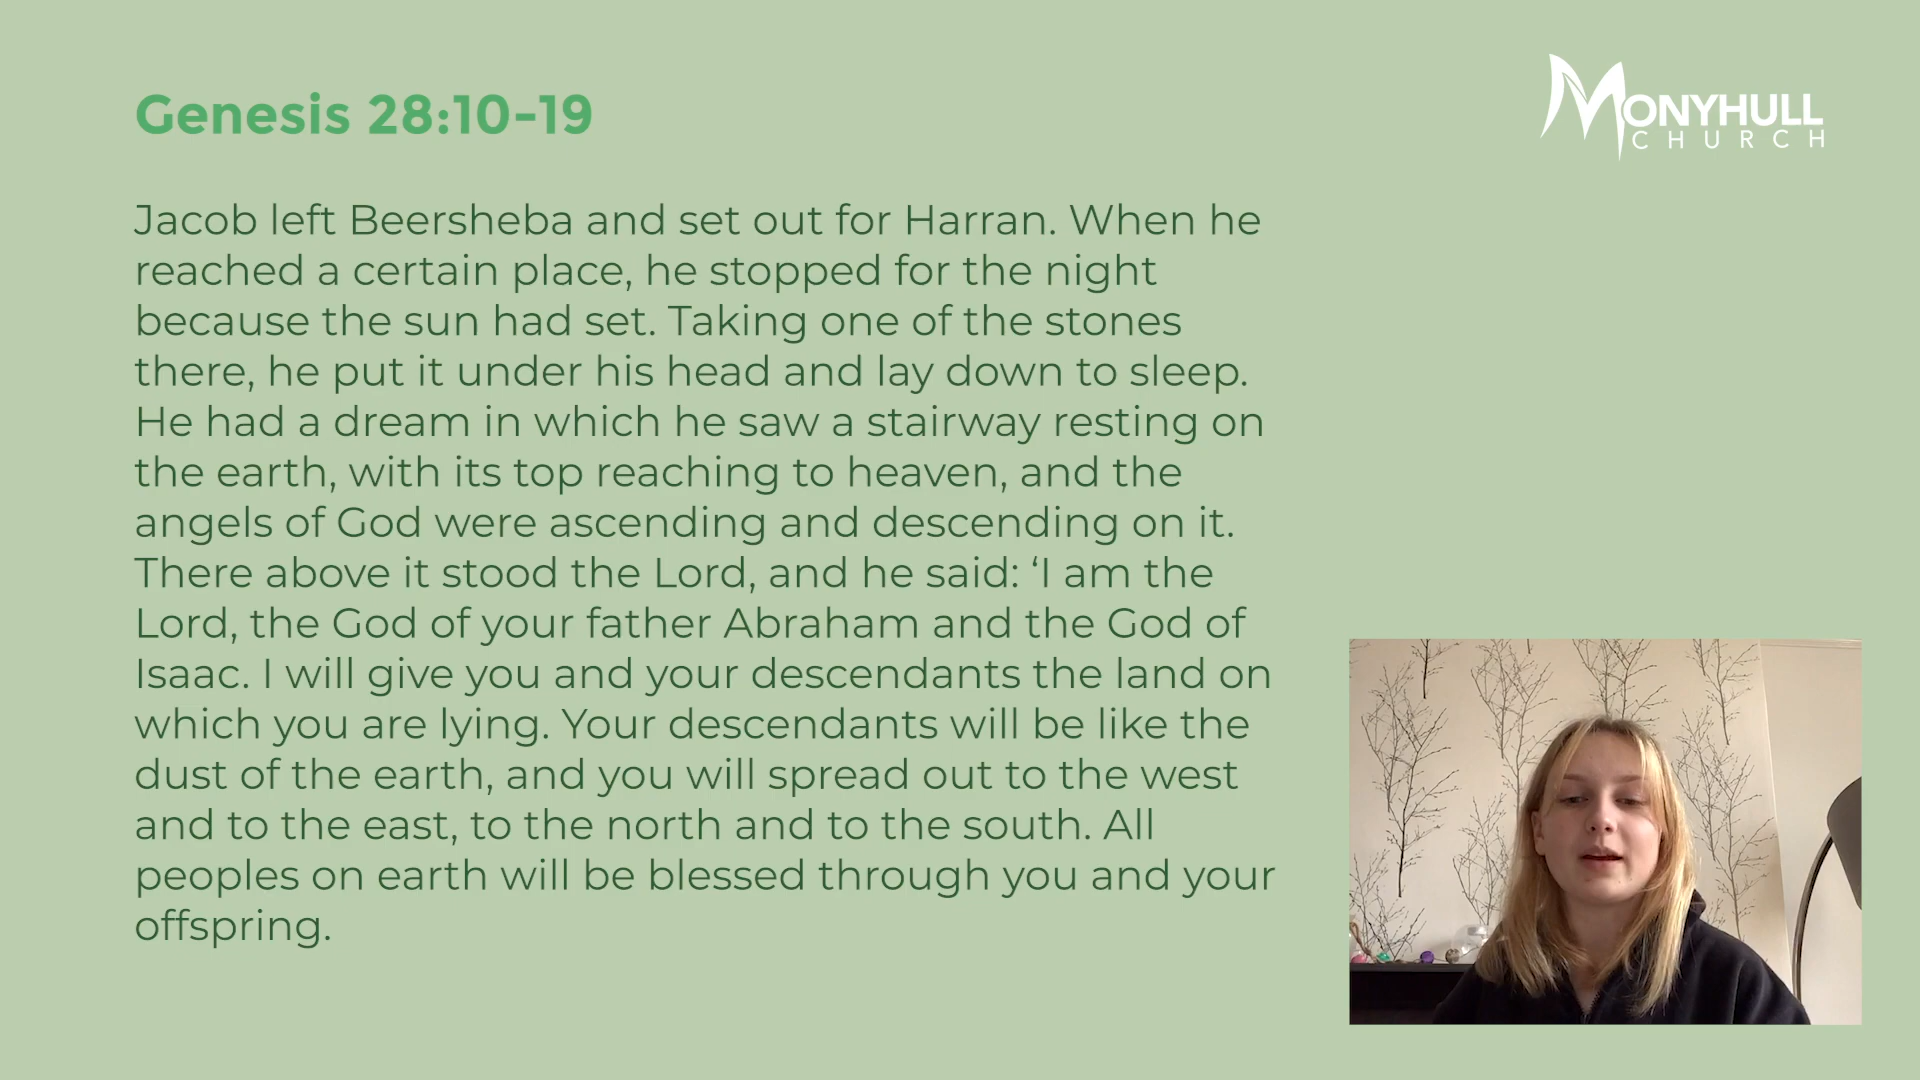 Genesis 28:10-19
MONYHULL
CHURCH
Jacob left Beersheba and set out for Harran. When he
reached a certain place, he stopped for the night
because the sun had set. Taking one of the stones
there, he put it under his head and lay down to sleep.
He had a dream in which he saw a stairway resting on
the earth, with its top reaching to heaven, and the
angels of God were ascending and descending on it.
There above it stood the Lord, and he said: ‘I am the
Lord, the God of your father Abraham and the God of
Isaac. I will give you and your descendants the land on
which you are lying. Your descendants will be like the
dust of the earth, and you will spread out to the west
and to the east, to the north and to the south. All
peoples on earth will be blessed through you and your
offspring.